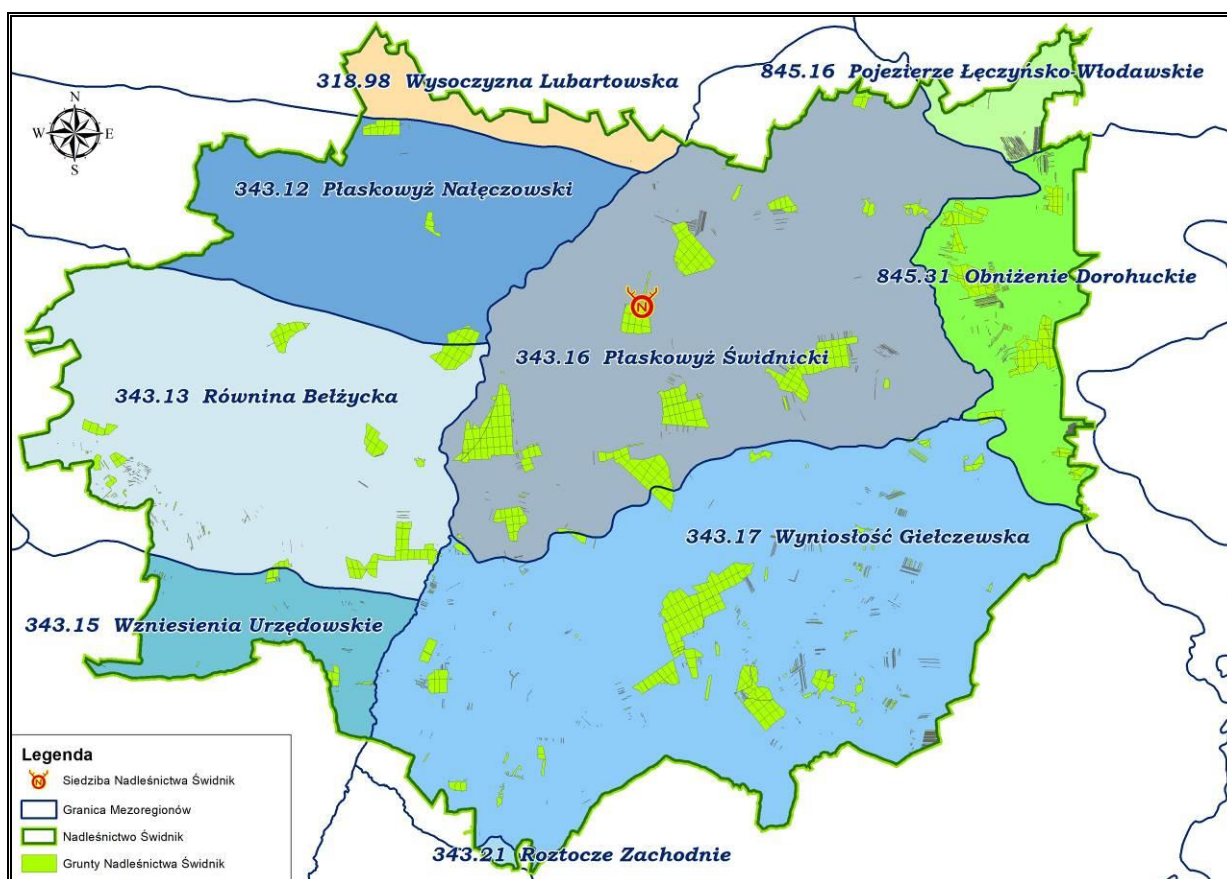 318.98 Wysoczyzna Lubartowska
845.16 Pojezierze Łęczyńsko-Włodawskie
N
W E
S
343.12 Płaskowyż Nałęczowski
845.31 Obniżenie Dorohuckie
N
343.16 Płaskowyż Świdnicki
343.13 Równina Bełżycka
343.17 Wyniosłość Giełczewska
343.15 Wzniesienia Urzędowskie
Legenda
Siedziba Nadleśnictwa Świdnik
Granica Mezoregionów
Nadleśnictwo Świdnik
Grunty Nadleśnictwa Świdnik
343.21 Roztocze Zachodnie